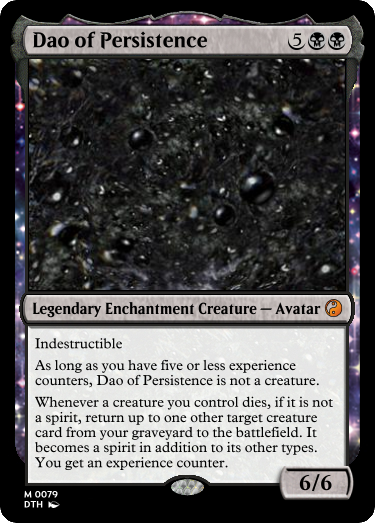 Dao of Persistence 5
Legendary Enchantment Creature — Avatar
Indestructible
As long as you have five or less experience
counters, Dao of Persistence is not a creature.
Whenever a creature you control dies, if it is not
a spirit, return up to one other target creature
card from your graveyard to the battlefield. It
becomes a spirit in addition to its other types.
You get an experience counter.
6/6
M 0079
DTH